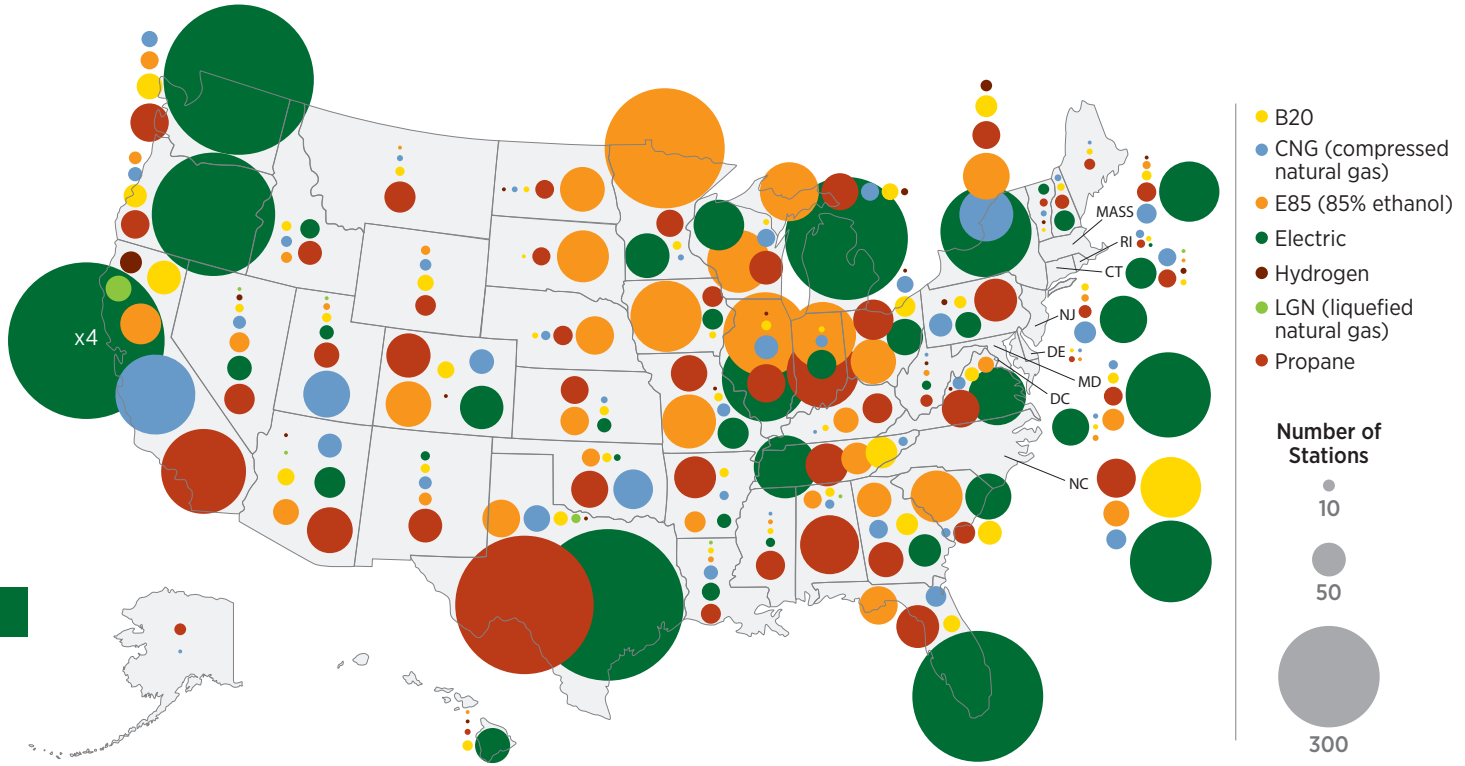 x4
MASS
RI
CT
NJ
DE
MD
DC
NC
B20
CNG (compressed
natural gas)
E85 (85% ethanol)
Electric
Hydrogen
LGN (liquefied
natural gas)
Propane
Number of
Stations
10
50
300